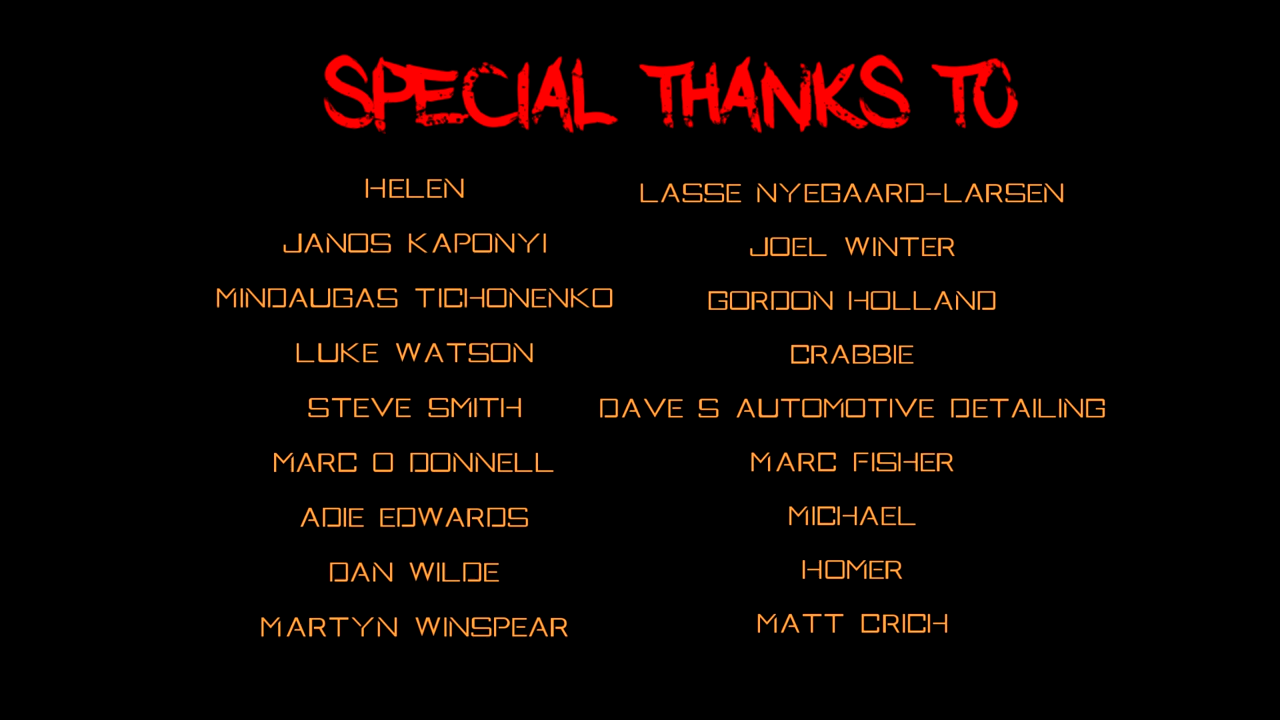 SPECIAL THANKS TO
HELEN
JANOS KAPONYI
MINDAUGAS TICHONENKO
LUKE WATSON
STEVE SMITH
MARC O DONNELL
ADIE EDWARDS
DAN WILDE
MARTYN WINSPEAR
LASSE NYEGAARD-LARSEN
JOEL WINTER
GORDON HOLLAND
CRABBIE
DAVE S AUTOMOTIVE DETAILING
MARC FISHER
MICHAEL
HOMER
MATT CRICH